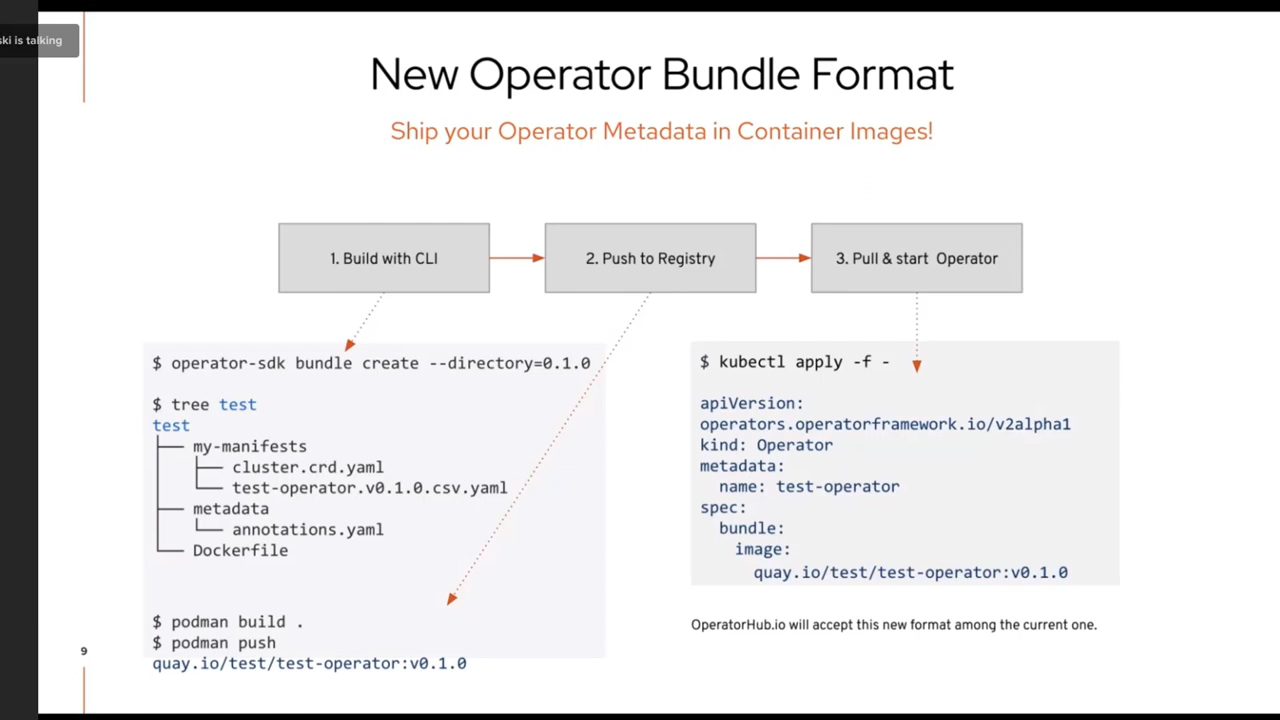 ski is talking
New Operator Bundle Format
Ship your Operator Metadata in Container Images!
1. Build with CLI
2. Push to Registry
3. Pull & start Operator
$ operator-sdk bundle create --directory=0.1.0
$ tree test
test
├── my-manifests
├── cluster.crd.yaml
└── test-operator.v0.1.0.csv.yaml
├── metadata
└── annotations.yaml
└── Dockerfile
$ podman build .
$ podman push
quay.io/test/test-operator:v0.1.0
$ kubectl apply -f -
apiVersion:
operators.operatorframework.io/v2alpha1
kind: Operator
metadata:
name: test-operator
spec:
bundle:
image:
quay.io/test/test-operator:v0.1.0
OperatorHub.io will accept this new format among the current one.
9